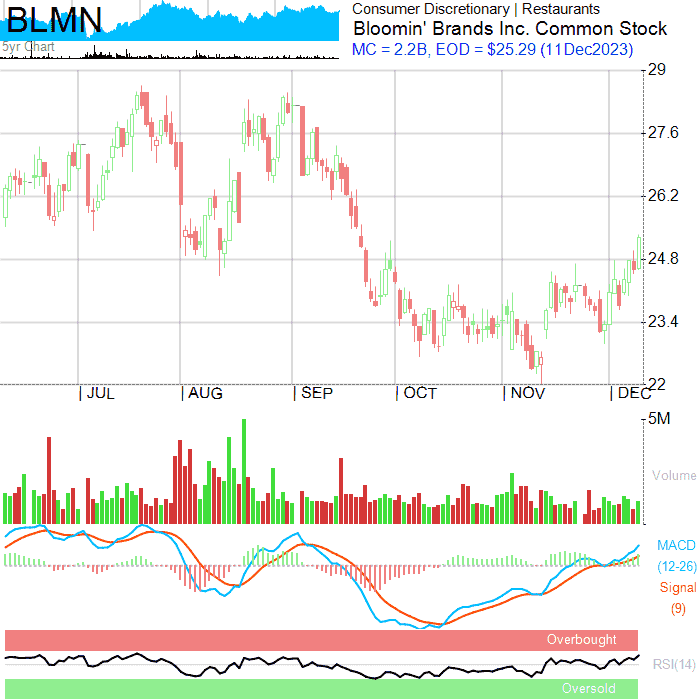 BLMN
5yr Chart
Consumer Discretionary | Restaurants
Bloomin' Brands Inc. Common Stock
MC = 2.2B, EOD = $25.29 (11Dec2023)
29
27.6
26.2
24.8
23.4
22
JUL
AUG
SEP
OCT
NOV
DEC
5M
Volume
MACD
(12-26)
Signal
(9)
Overbought
RSI(14)
Oversold